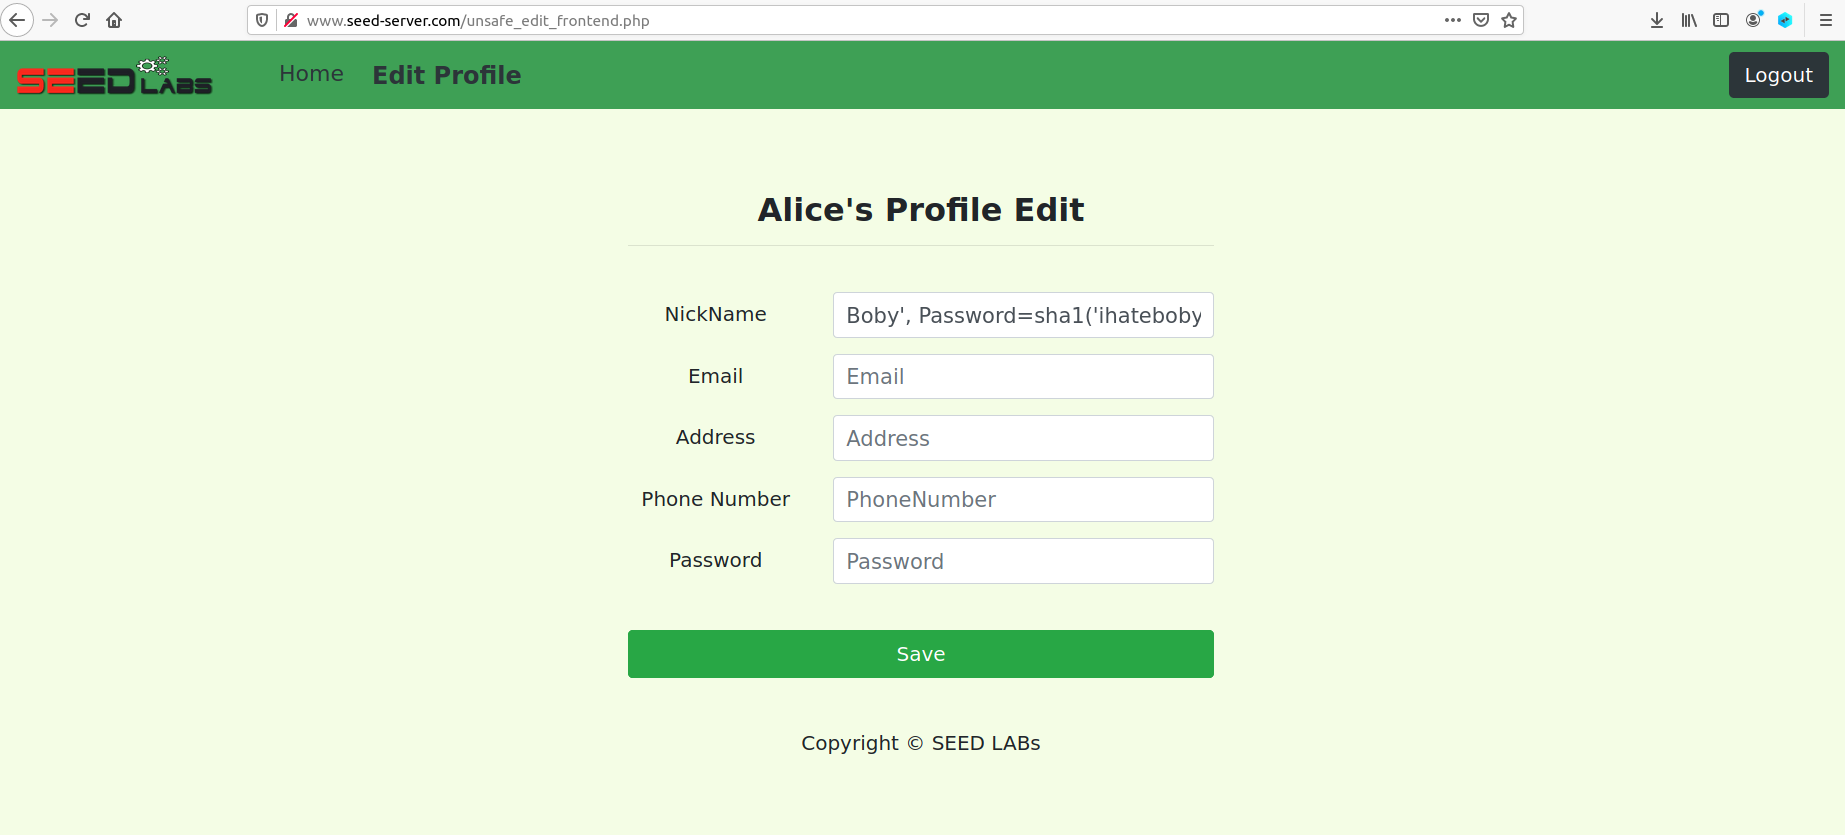 www.seed-server.com/unsafe_edit_frontend.php
SEED LABS Home Edit Profile Logout
Alice's Profile Edit
NickName Boby', Password=sha1('ihateboby
Email Email
Address Address
Phone Number PhoneNumber
Password Password
Save
Copyright © SEED LABs